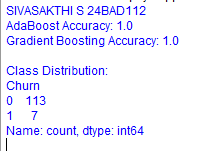 SIVASAKTHI S 24BAD112
AdaBoost Accuracy: 1.0
Gradient Boosting Accuracy: 1.0
Class Distribution:
Churn
0    113
1      7
Name: count, dtype: int64